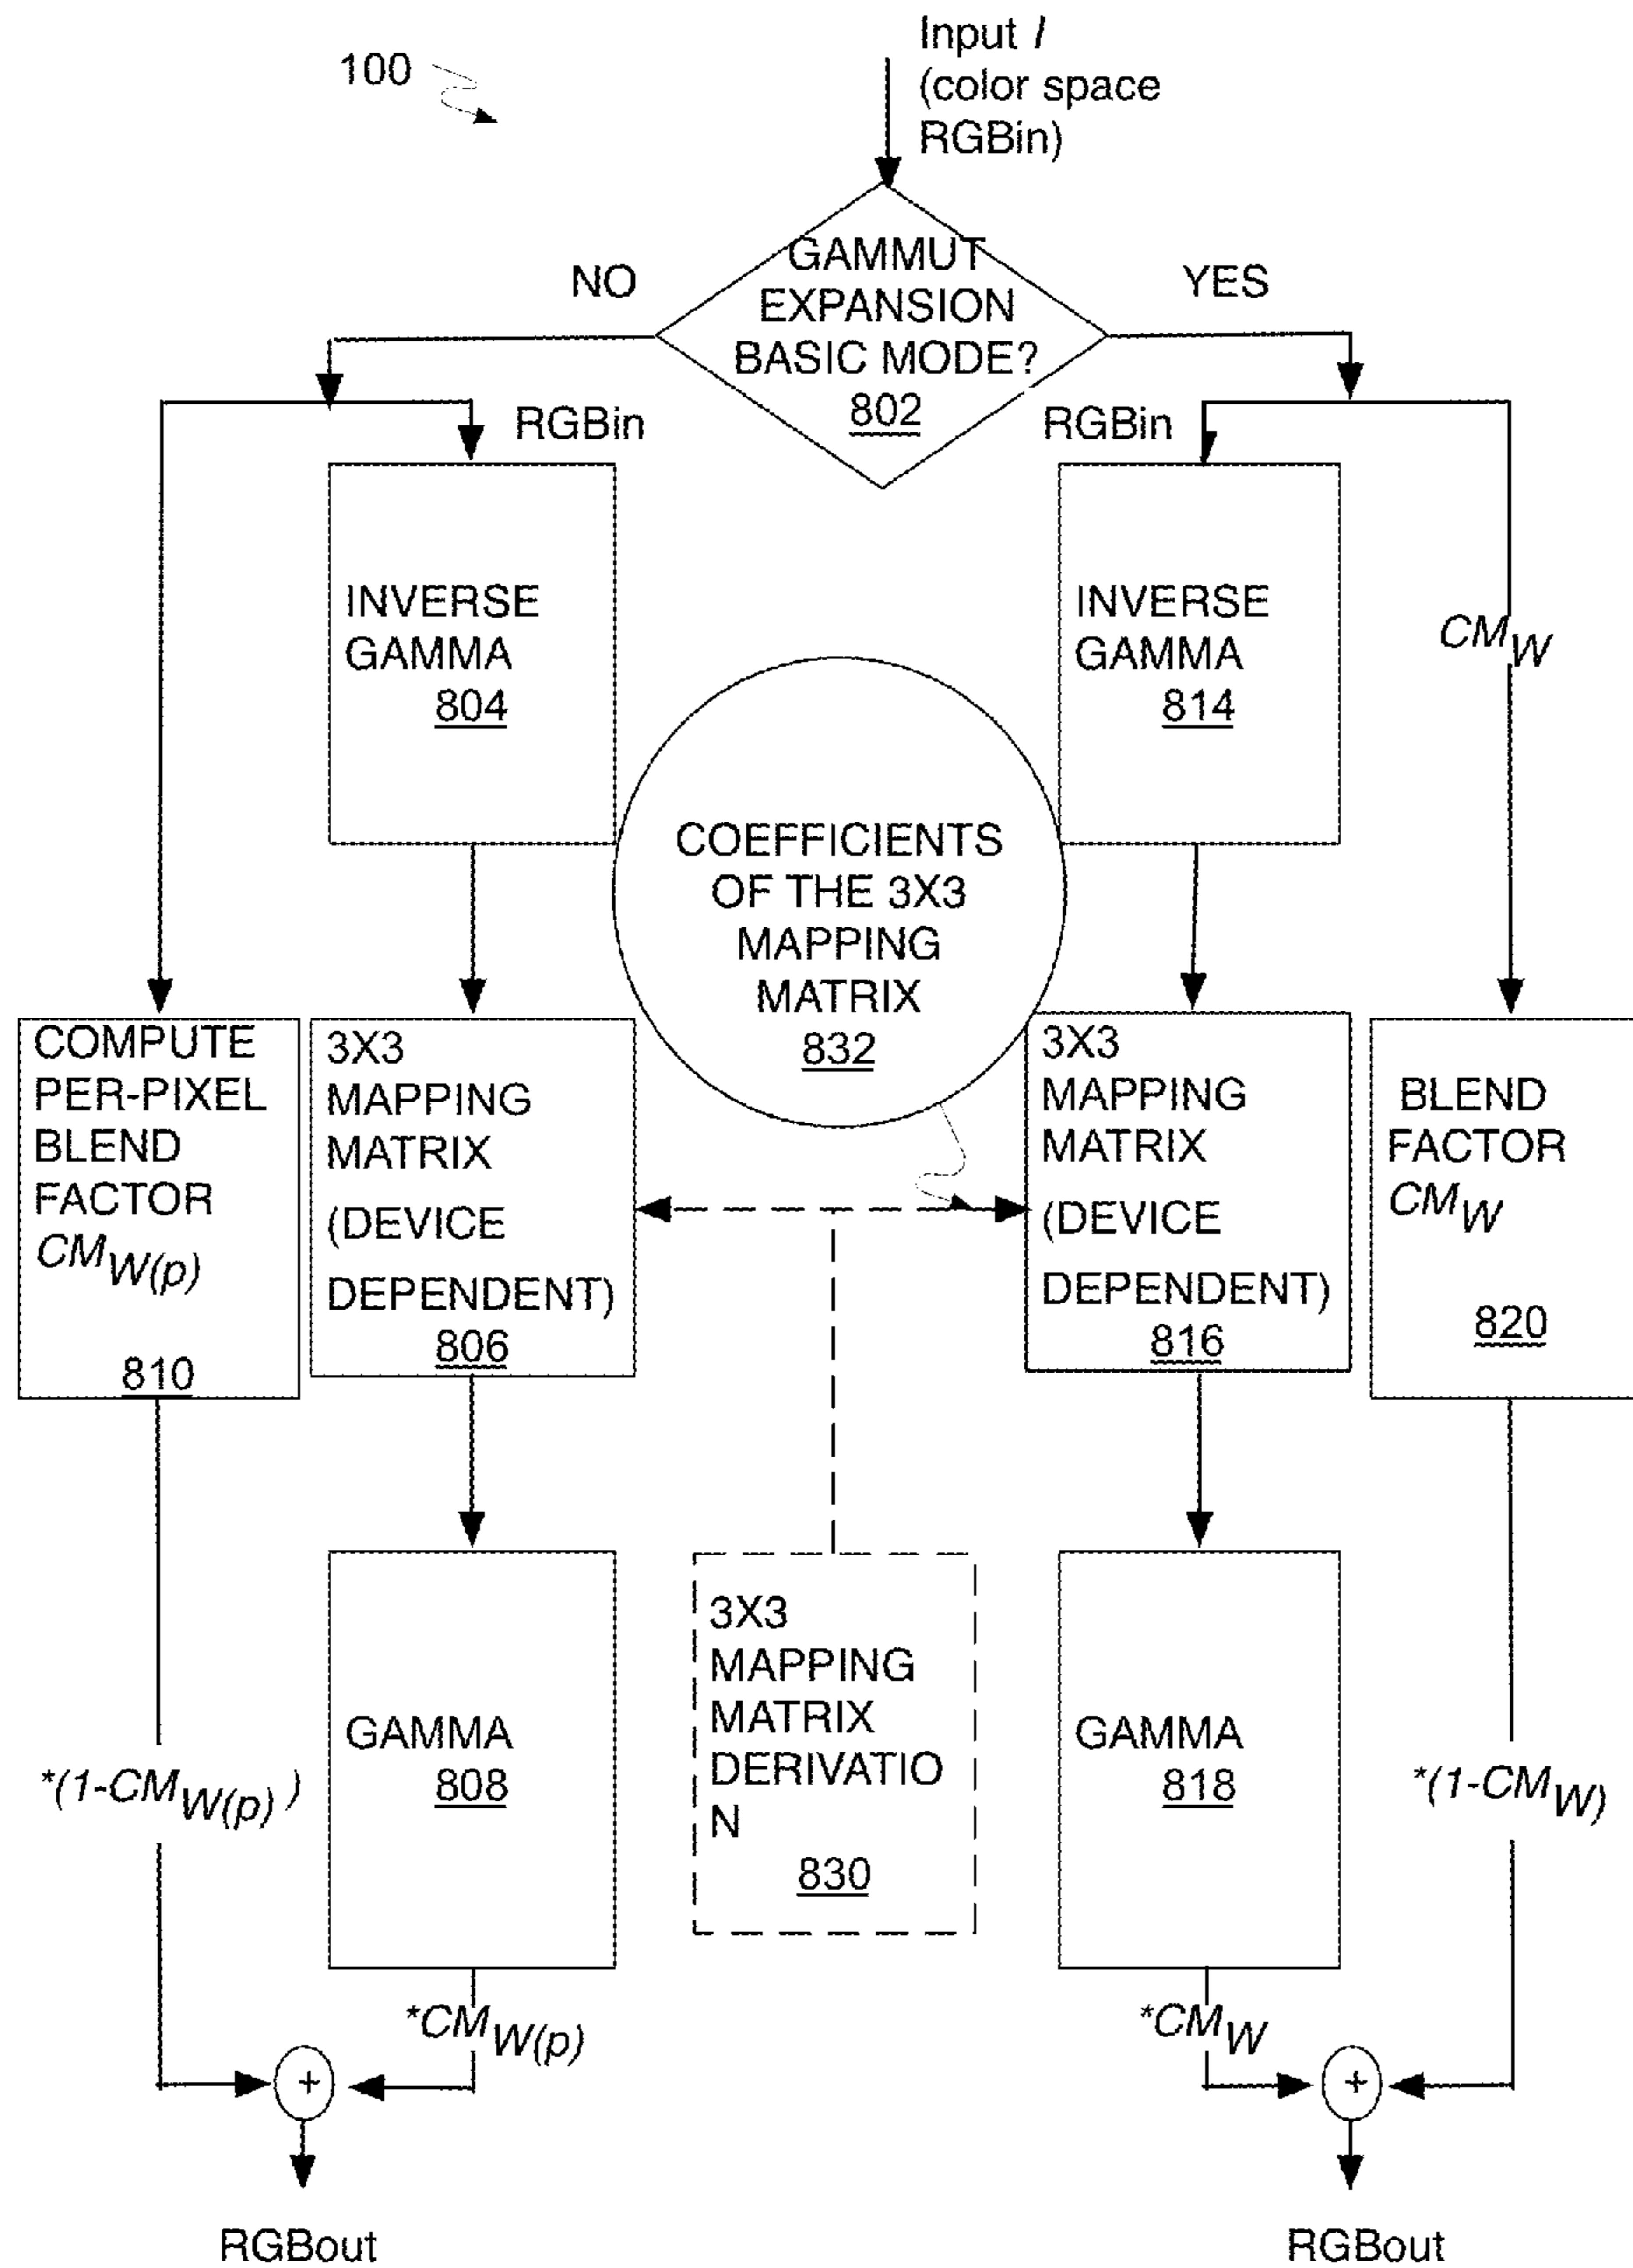 100
Input I
(color space
RGBin)
GAMMUT
EXPANSION
BASIC MODE?
802
NO
YES
RGBin
RGBin
INVERSE
GAMMA
804
INVERSE
GAMMA
814
CMW
COEFFICIENTS
OF THE 3X3
MAPPING
MATRIX
832
COMPUTE
PER-PIXEL
BLEND
FACTOR
CMW(p)
810
3X3
MAPPING
MATRIX
(DEVICE
DEPENDENT)
806
3X3
MAPPING
MATRIX
(DEVICE
DEPENDENT)
816
BLEND
FACTOR
CMW
820
GAMMA
808
3X3
MAPPING
MATRIX
DERIVATIO
N
830
GAMMA
818
*(1-CMW(p))
*(1-CMW)
*CMW(p)
*CMW
+
+
RGBout
RGBout